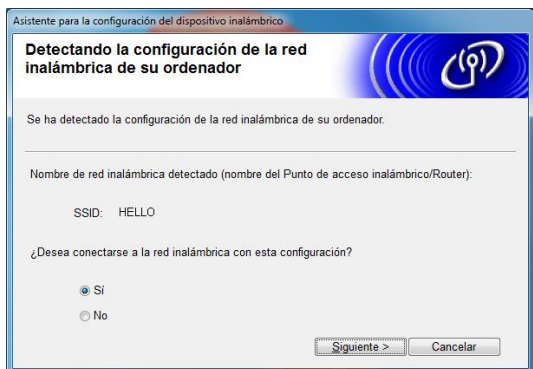 Asistente para la configuración del dispositivo inalámbrico
Detectando la configuración de la red
inalámbrica de su ordenador
Se ha detectado la configuración de la red inalámbrica de su ordenador.
Nombre de red inalámbrica detectado (nombre del Punto de acceso inalámbrico/Router):
SSID: HELLO
¿Desea conectarse a la red inalámbrica con esta configuración?
Sí
No
Siguiente > Cancelar